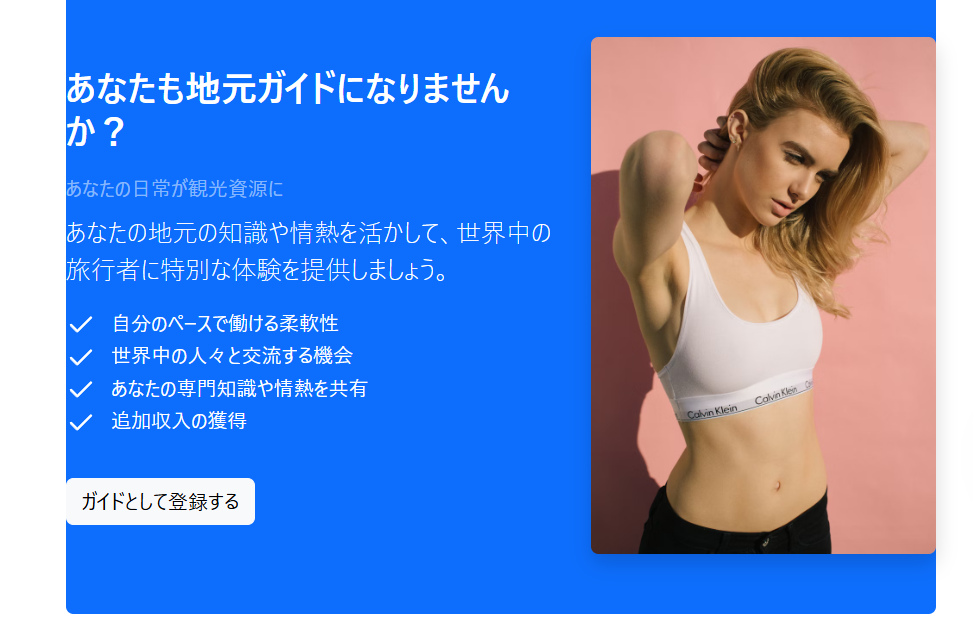 あなたも地元ガイドになりません
か？
あなたの日常が観光資源に
あなたの地元の知識や情熱を活かして、世界中の
旅行者に特別な体験を提供しましょう。
自分のペースで働ける柔軟性
世界中の人々と交流する機会
あなたの専門知識や情熱を共有
追加収入の獲得
ガイドとして登録する
Calvin Klein Calvin Klein